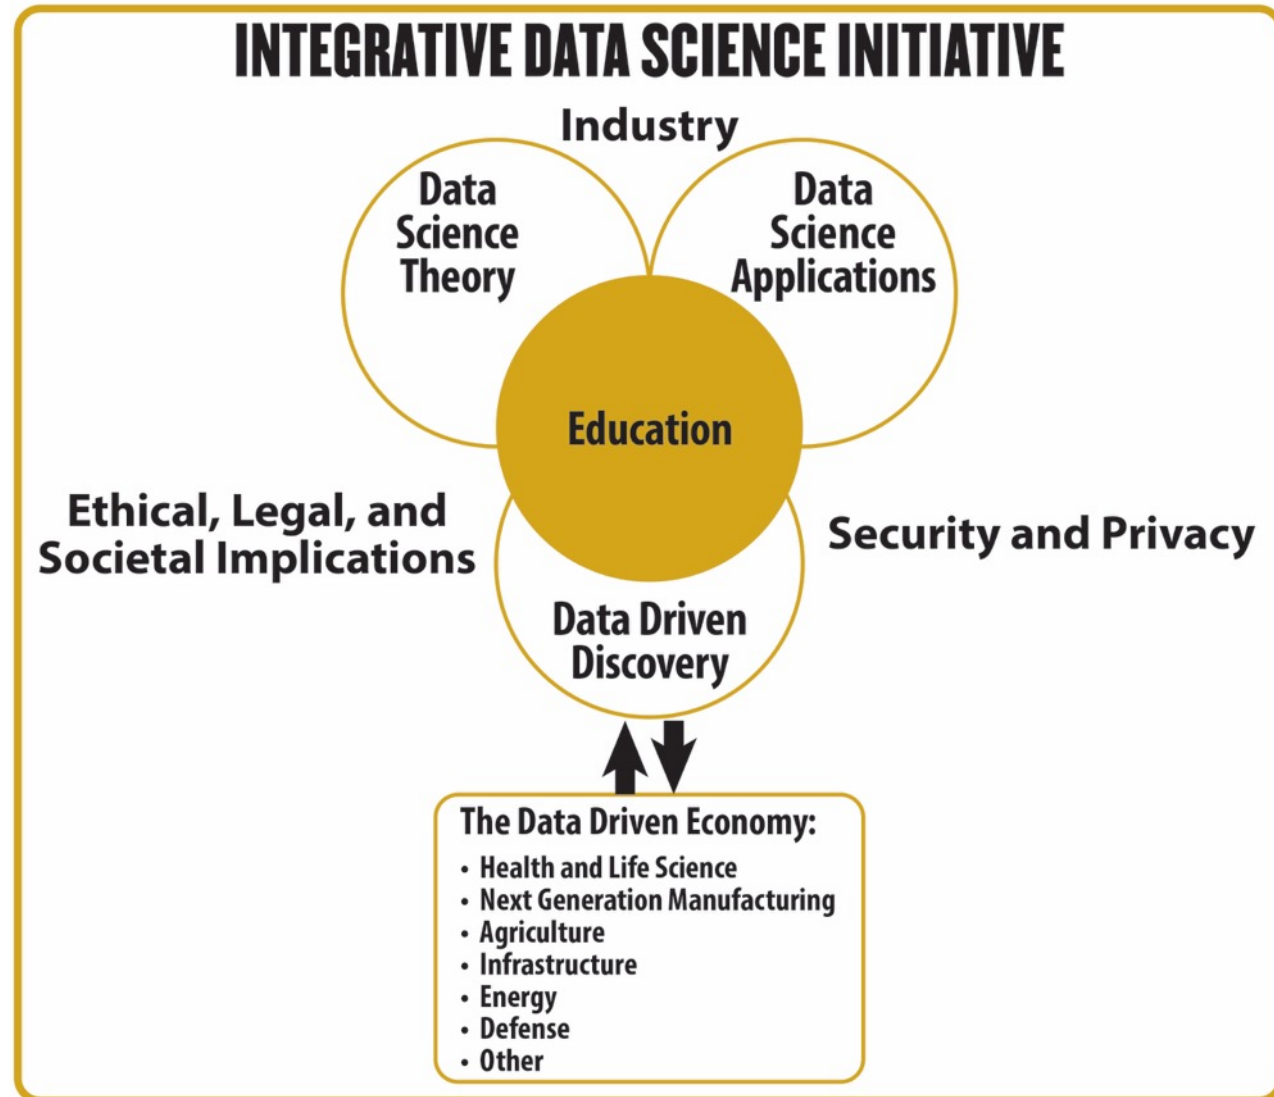 INTEGRATIVE DATA SCIENCE INITIATIVE
Industry
Data
Science
Theory
Data
Science
Applications
Education
Ethical, Legal, and
Societal Implications
Security and Privacy
Data Driven
Discovery
The Data Driven Economy:
• Health and Life Science
• Next Generation Manufacturing
• Agriculture
• Infrastructure
• Energy
• Defense
• Other